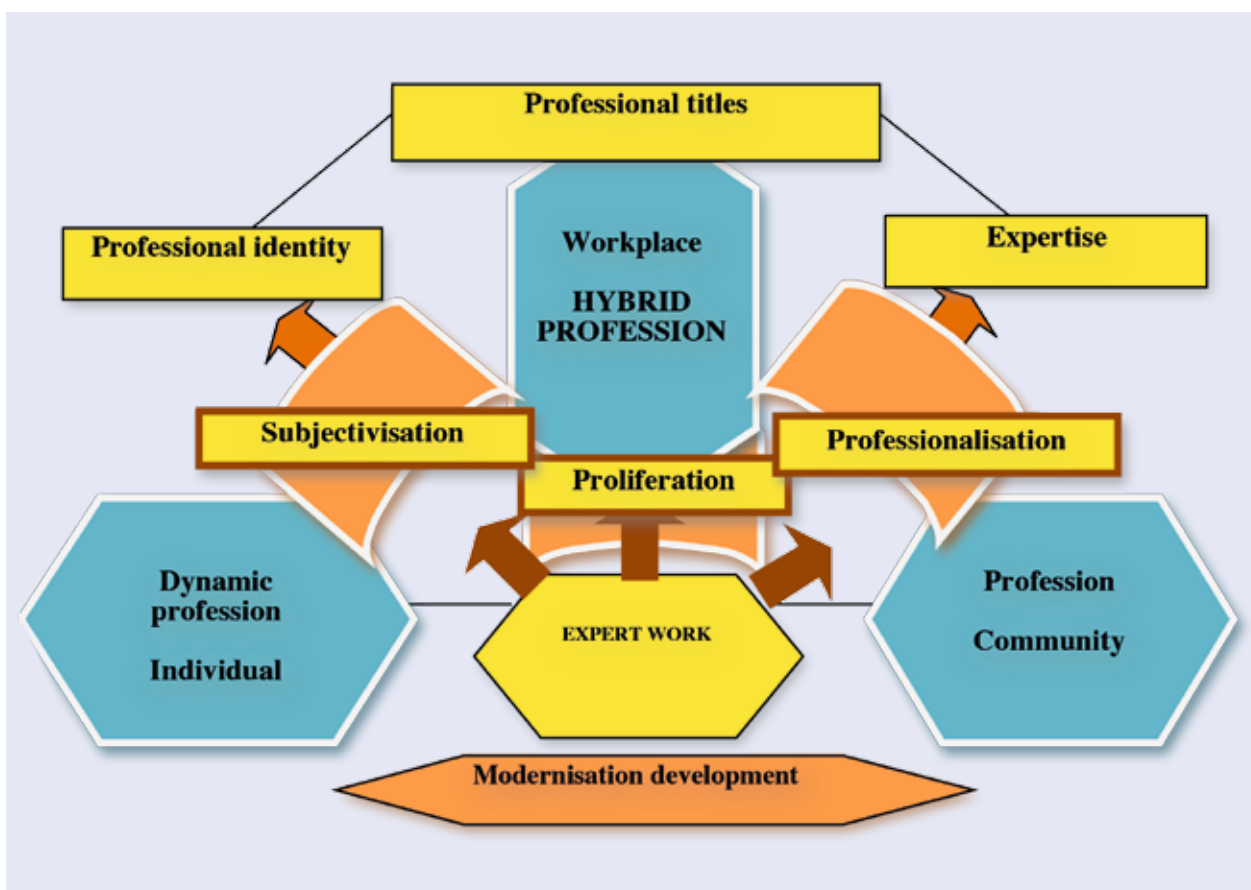 Professional titles
Professional identity
Workplace
HYBRID
PROFESSION
Expertise
Subjectivisation
Proliferation
Professionalisation
Dynamic
profession
Individual
EXPERT WORK
Profession
Community
Modernisation development